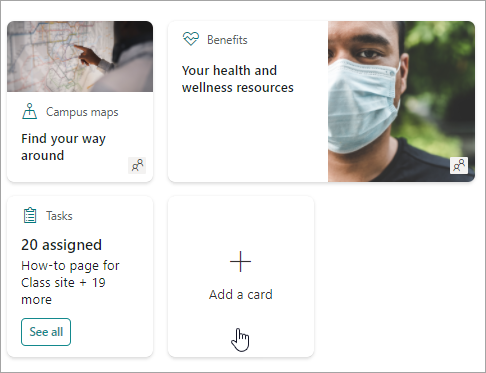 Campus maps
Find your way
around
Benefits
Your health and
wellness resources
Tasks
20 assigned
How-to page for
Class site + 19
more
See all
Add a card